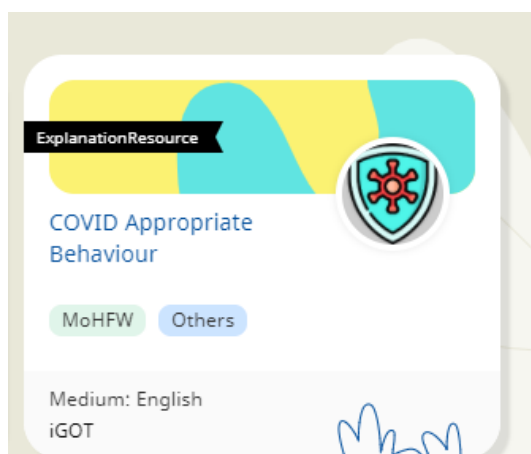 ExplanationResource
COVID Appropriate
Behaviour
MoHFW Others
Medium: English
iGOT